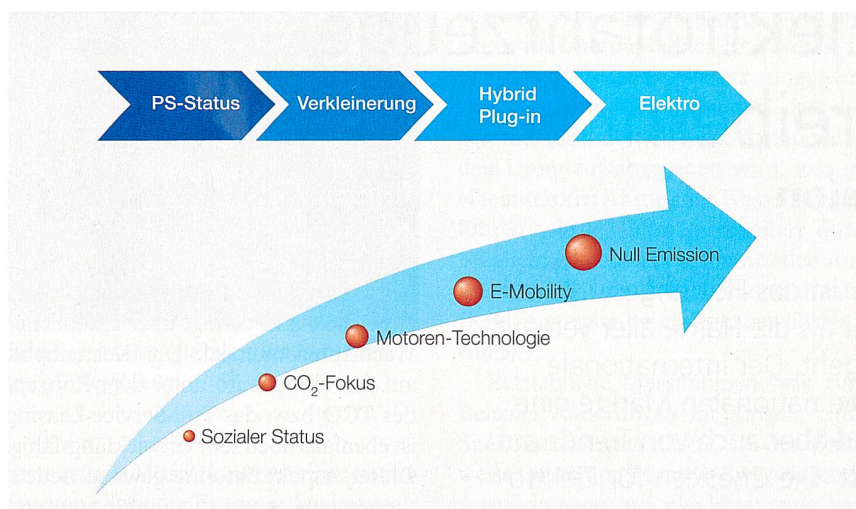 PS-Status
Verkleinerung
Hybrid
Plug-in
Elektro
Null Emission
E-Mobility
Motoren-Technologie
CO₂-Fokus
Sozialer Status